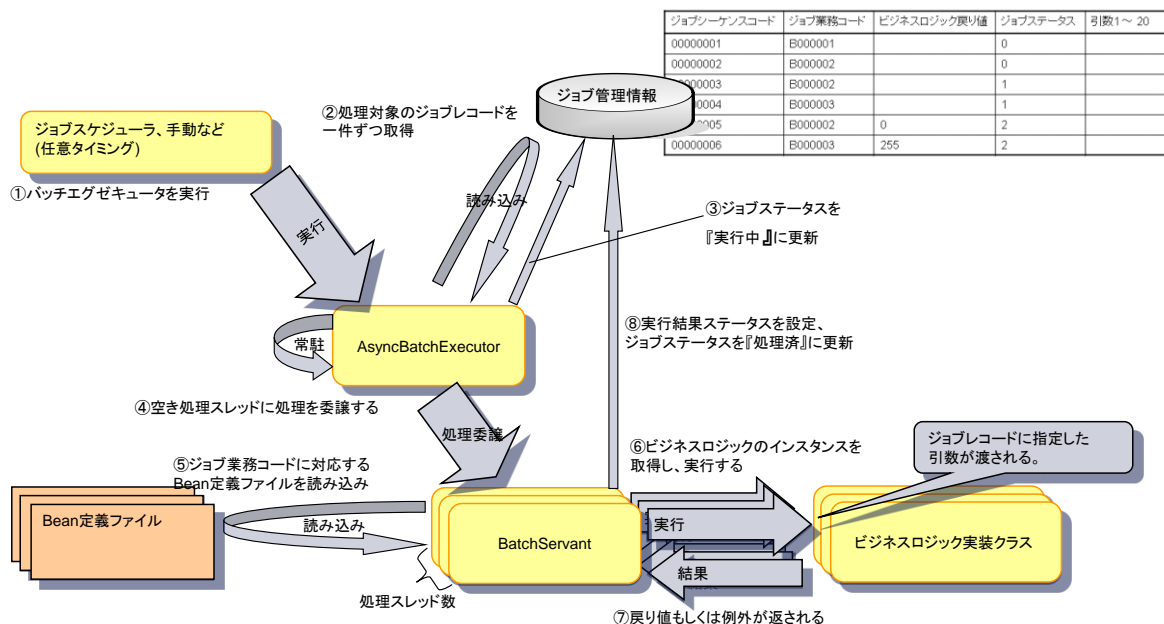 ジョブシーケンスコード ジョブ業務コード ビジネスロジック戻り値 ジョブステータス 引数1～ 20
00000001 B000001 0
00000002 B000002 0
0000003 B000002 1
004 B000003 1
005 B000002 0 2
00000006 B000003 255 2
ジョブ管理情報
②処理対象のジョブレコードを
一件ずつ取得
ジョブスケジューラ、手動など
(任意タイミング)
①バッチエグゼキュータを実行
実行
読み込み
③ジョブステータスを
『実行中』に更新
AsyncBatchExecutor
常駐
⑧実行結果ステータスを設定、
ジョブステータスを『処理済』に更新
④空き処理スレッドに処理を委譲する
処理委譲
⑤ジョブ業務コードに対応する
Bean定義ファイルを読み込み
⑥ビジネスロジックのインスタンスを
取得し、実行する
ジョブレコードに指定した
引数が渡される。
Bean定義ファイル
読み込み
BatchServant
実行
結果
ビジネスロジック実装クラス
処理スレッド数
⑦戻り値もしくは例外が返される